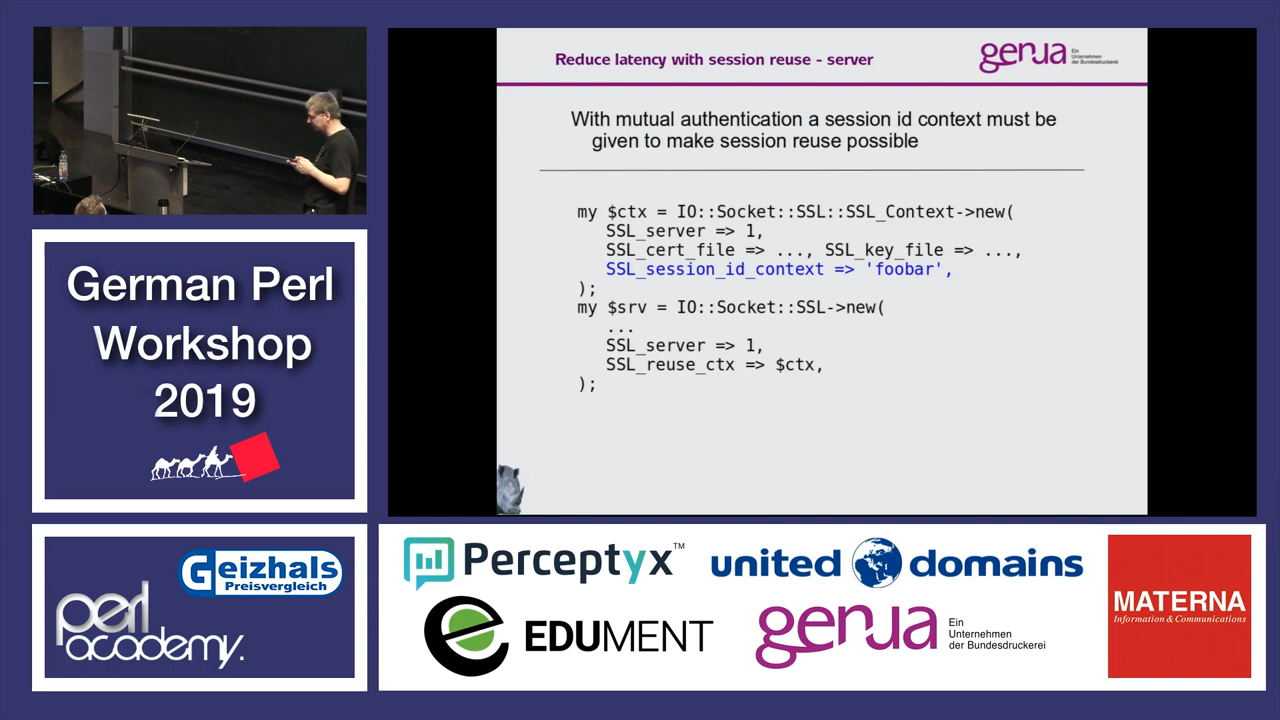 Reduce latency with session reuse - server
genua
Ein
Unternehmen
der Bundesdruckerei
With mutual authentication a session id context must be
given to make session reuse possible
my $ctx = IO::Socket::SSL::SSL_Context->new(
SSL_server => 1,
SSL_cert_file => ..., SSL_key_file => ...,
SSL_session_id_context => 'foobar',
);
my $srv = IO::Socket::SSL->new(
...
SSL_server => 1,
SSL_reuse_ctx => $ctx,
);
German Perl
Workshop
2019
Geizhals
Preisvergleich
perl
academy.
Perceptyx™
united domains
EDUMENT
genua
Ein
Unternehmen
der Bundesdruckerei
MATERNA
Information & Communications